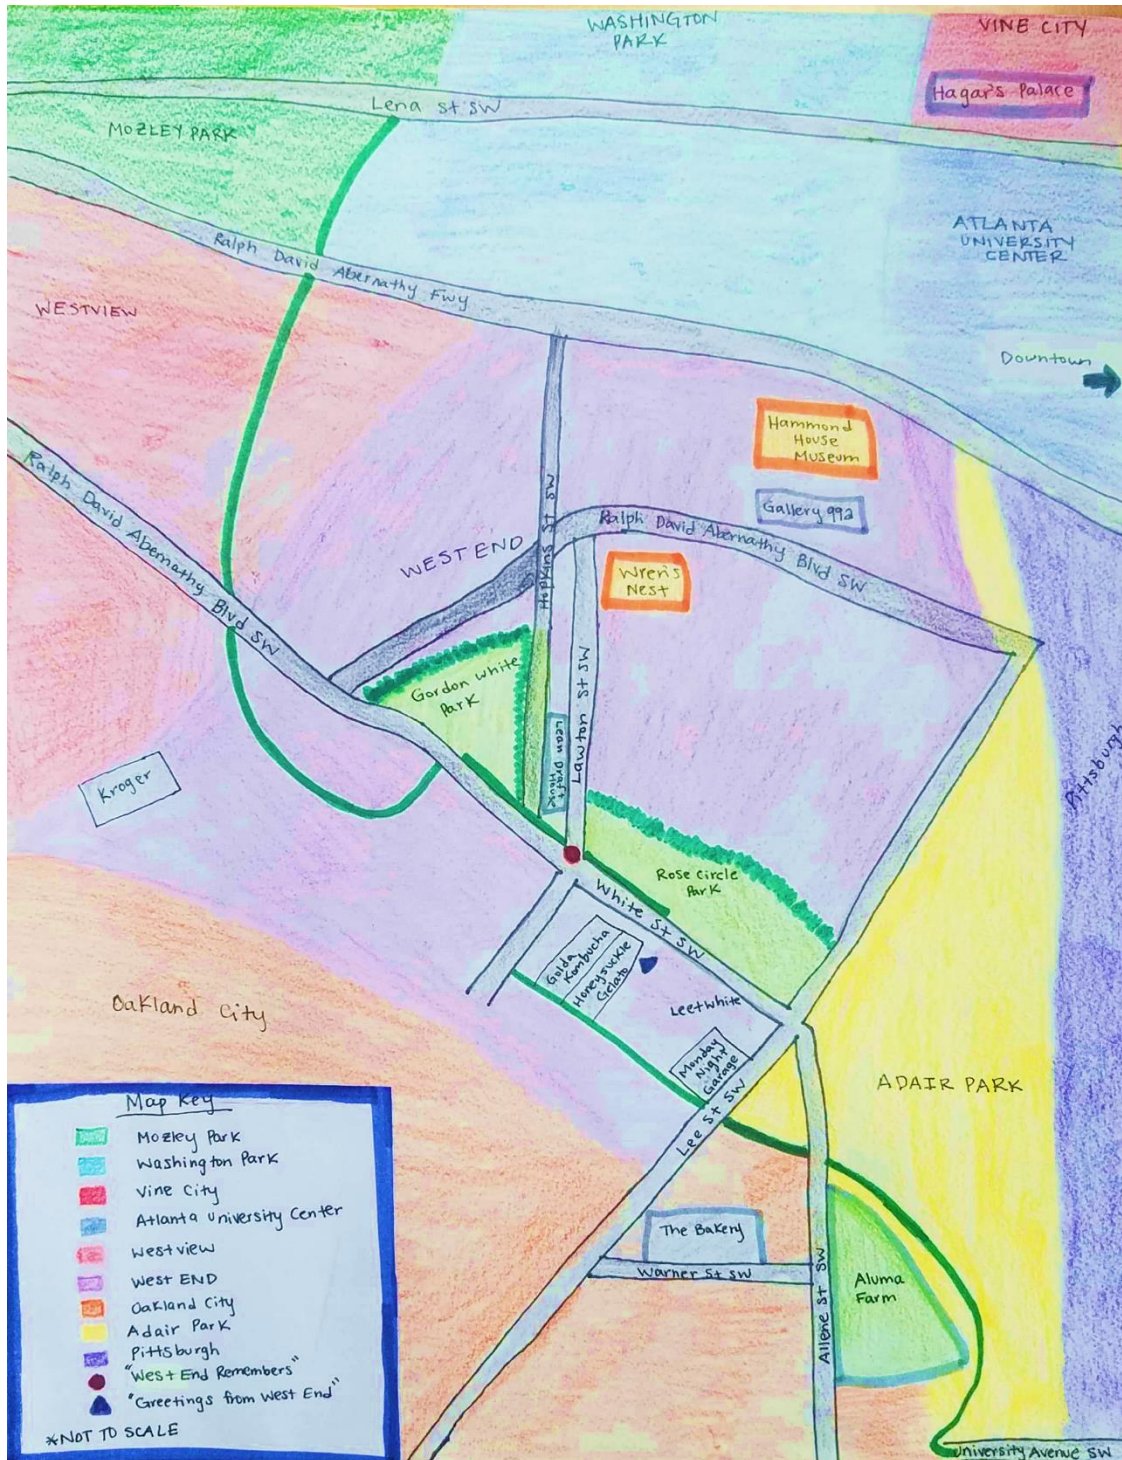 WASHINGTON
PARK
VINE CITY
Hagar's Palace
Lena St SW
MOZLEY PARK
ATLANTA
UNIVERSITY
CENTER
Ralph David Abernathy Fwy
WESTVIEW
Downtown
Hammond
House
Museum
Gallery 992
Ralph David Abernathy Blvd SW
Ralph David Abernathy Blvd SW
Hopkins St SW
WEST END
Wren's
Nest
Gordon White
Park
Lawton St SW
Lean Draft
House
Pittsburgh
Kroger
Rose Circle
Park
White St SW
Golda
Kombucha
Honeysuckle
Gelato
Lee+White
Oakland City
Monday
Night
Garage
ADAIR PARK
Lee St SW
The Bakery
Warner St SW
Allene St SW
Aluma
Farm
University Avenue SW
Map Key
Mozley Park
Washington Park
Vine City
Atlanta University Center
Westview
West END
Oakland City
Adair Park
Pittsburgh
"West End Remembers"
"Greetings from West End"
*NOT TO SCALE